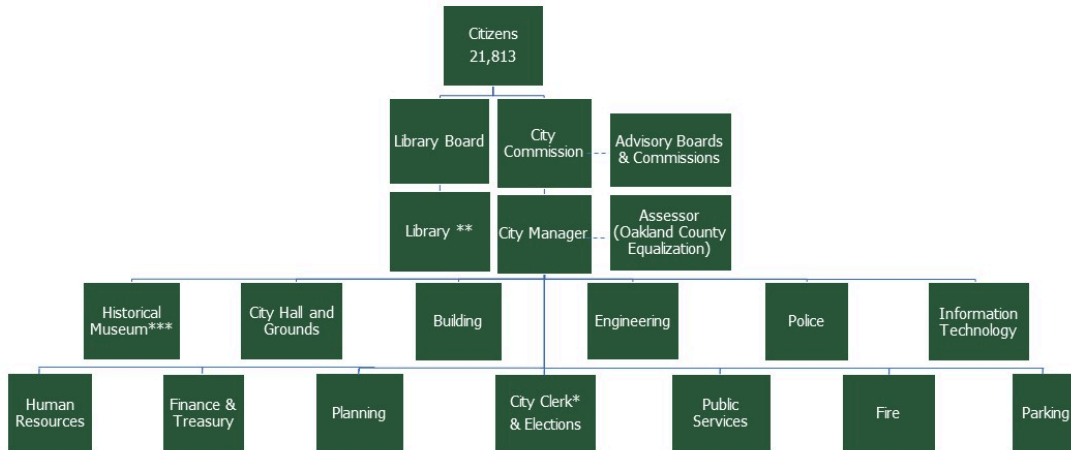 Citizens
21,813
Library Board
City
Commission
Advisory Boards
& Commissions
Library **
City Manager
Assessor
(Oakland County
Equalization)
Historical
Museum***
City Hall and
Grounds
Building
Engineering
Police
Information
Technology
Human
Resources
Finance &
Treasury
Planning
City Clerk*
& Elections
Public
Services
Fire
Parking